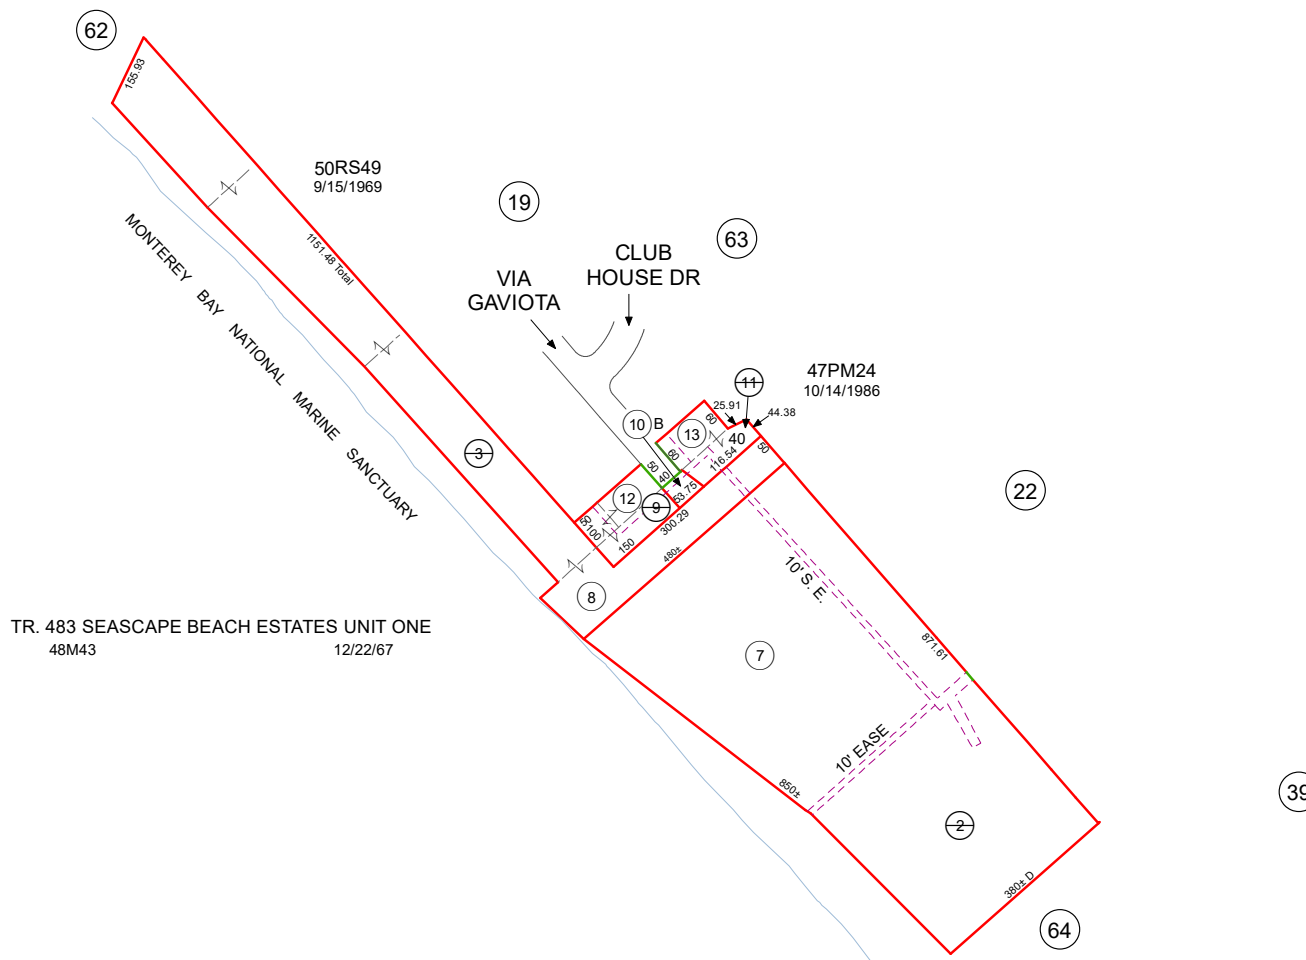 62
155.93
50RS49
9/15/1969
19
63
CLUB
HOUSE DR
VIA
GAVIOTA
1151.48 Total
MONTEREY BAY NATIONAL MARINE SANCTUARY
47PM24
10/14/1986
11
25.91
44.38
10
B
13
60
40
50
60
116.54
3
50
40
12
9
53.75
50
100
150
300.29
480±
22
8
10' S. E.
TR. 483 SEASCAPE BEACH ESTATES UNIT ONE
48M43
12/22/67
7
871.61
10' EASE
850±
39
2
380± D
64